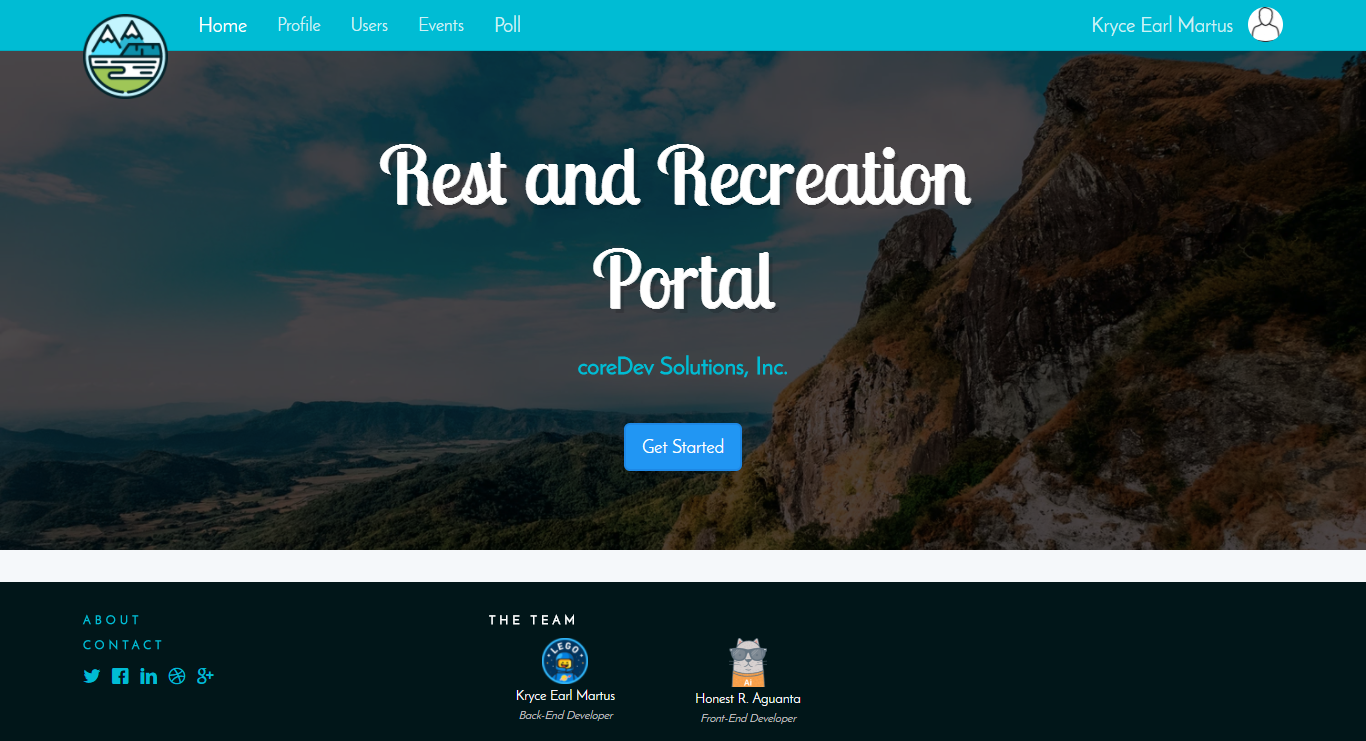 Home Profile Users Events Poll Kryce Earl Martus
Rest and Recreation
Portal
coreDev Solutions, Inc.
Get Started
ABOUT
CONTACT
THE TEAM
LEGO
Kryce Earl Martus
Back-End Developer
AI
Honest R. Aguanta
Front-End Developer